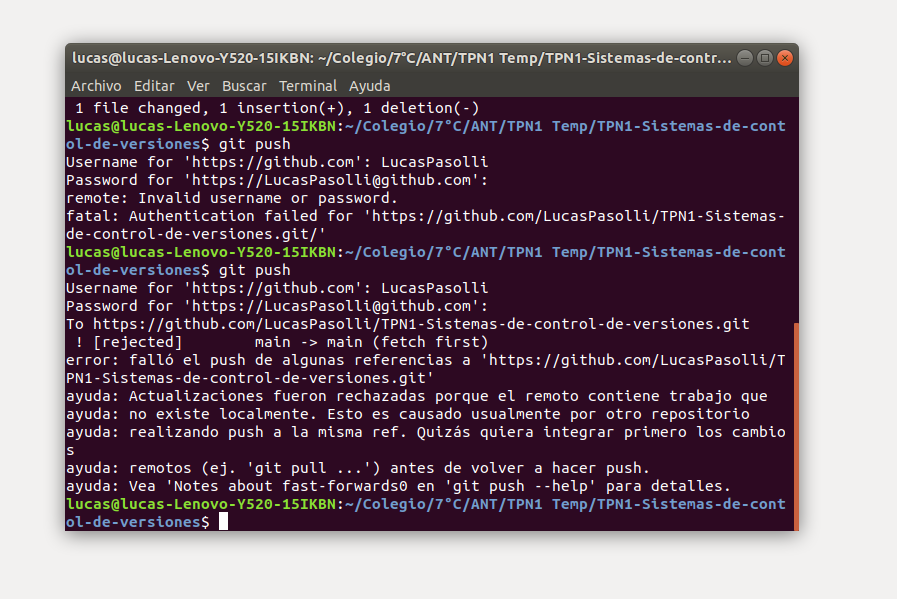 lucas@lucas-Lenovo-Y520-15IKBN: ~/Colegio/7°C/ANT/TPN1 Temp/TPN1-Sistemas-de-contr...
Archivo Editar Ver Buscar Terminal Ayuda
 1 file changed, 1 insertion(+), 1 deletion(-)
lucas@lucas-Lenovo-Y520-15IKBN:~/Colegio/7°C/ANT/TPN1 Temp/TPN1-Sistemas-de-cont
ol-de-versiones$ git push
Username for 'https://github.com': LucasPasolli
Password for 'https://LucasPasolli@github.com':
remote: Invalid username or password.
fatal: Authentication failed for 'https://github.com/LucasPasolli/TPN1-Sistemas-
de-control-de-versiones.git/'
lucas@lucas-Lenovo-Y520-15IKBN:~/Colegio/7°C/ANT/TPN1 Temp/TPN1-Sistemas-de-cont
ol-de-versiones$ git push
Username for 'https://github.com': LucasPasolli
Password for 'https://LucasPasolli@github.com':
To https://github.com/LucasPasolli/TPN1-Sistemas-de-control-de-versiones.git
 ! [rejected]        main -> main (fetch first)
error: falló el push de algunas referencias a 'https://github.com/LucasPasolli/T
PN1-Sistemas-de-control-de-versiones.git'
ayuda: Actualizaciones fueron rechazadas porque el remoto contiene trabajo que
ayuda: no existe localmente. Esto es causado usualmente por otro repositorio
ayuda: realizando push a la misma ref. Quizás quiera integrar primero los cambio
s
ayuda: remotos (ej. 'git pull ...') antes de volver a hacer push.
ayuda: Vea 'Notes about fast-forwards0 en 'git push --help' para detalles.
lucas@lucas-Lenovo-Y520-15IKBN:~/Colegio/7°C/ANT/TPN1 Temp/TPN1-Sistemas-de-cont
ol-de-versiones$